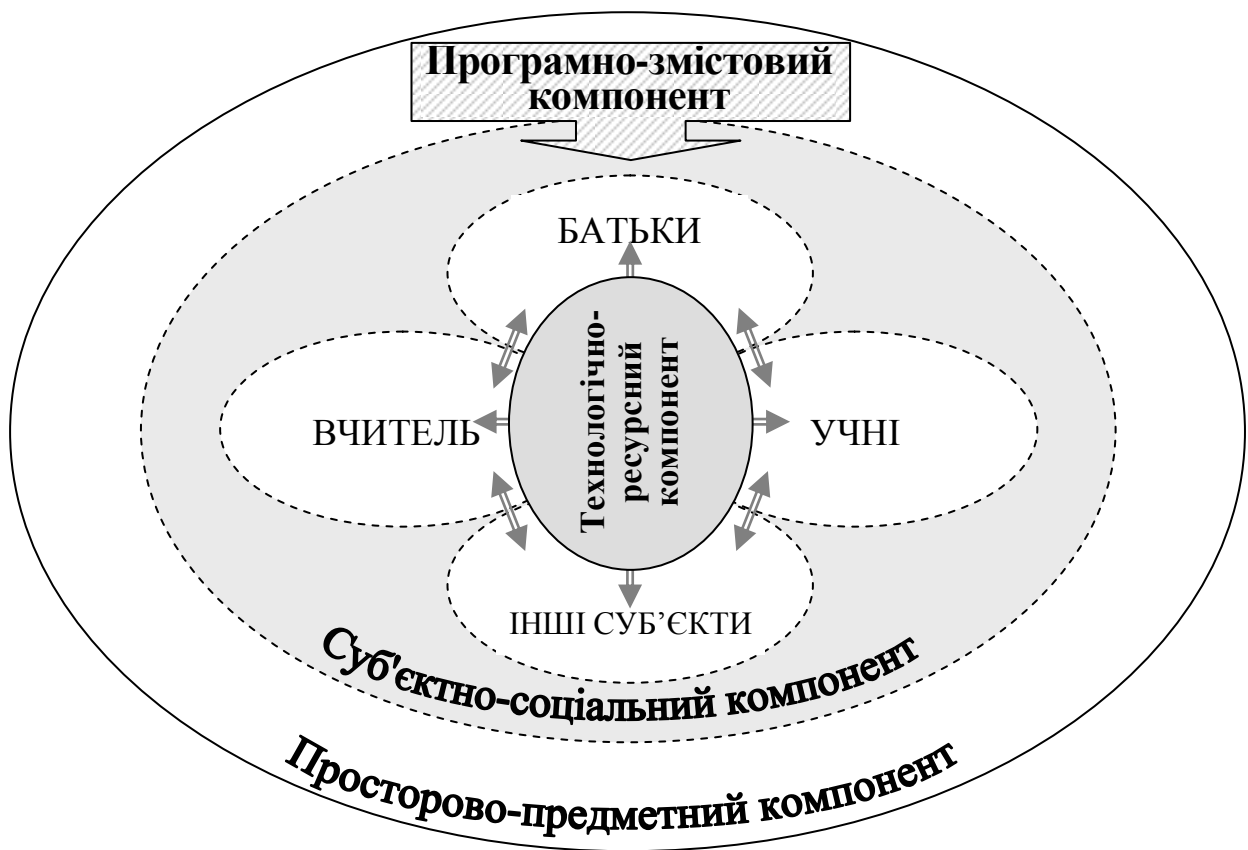 Програмно-змістовий
компонент
БАТЬКИ
Технологічно-
ресурсний
компонент
ВЧИТЕЛЬ
УЧНІ
ІНШІ СУБ’ЄКТИ
Суб'єктно-соціальний компонент
Просторово-предметний компонент